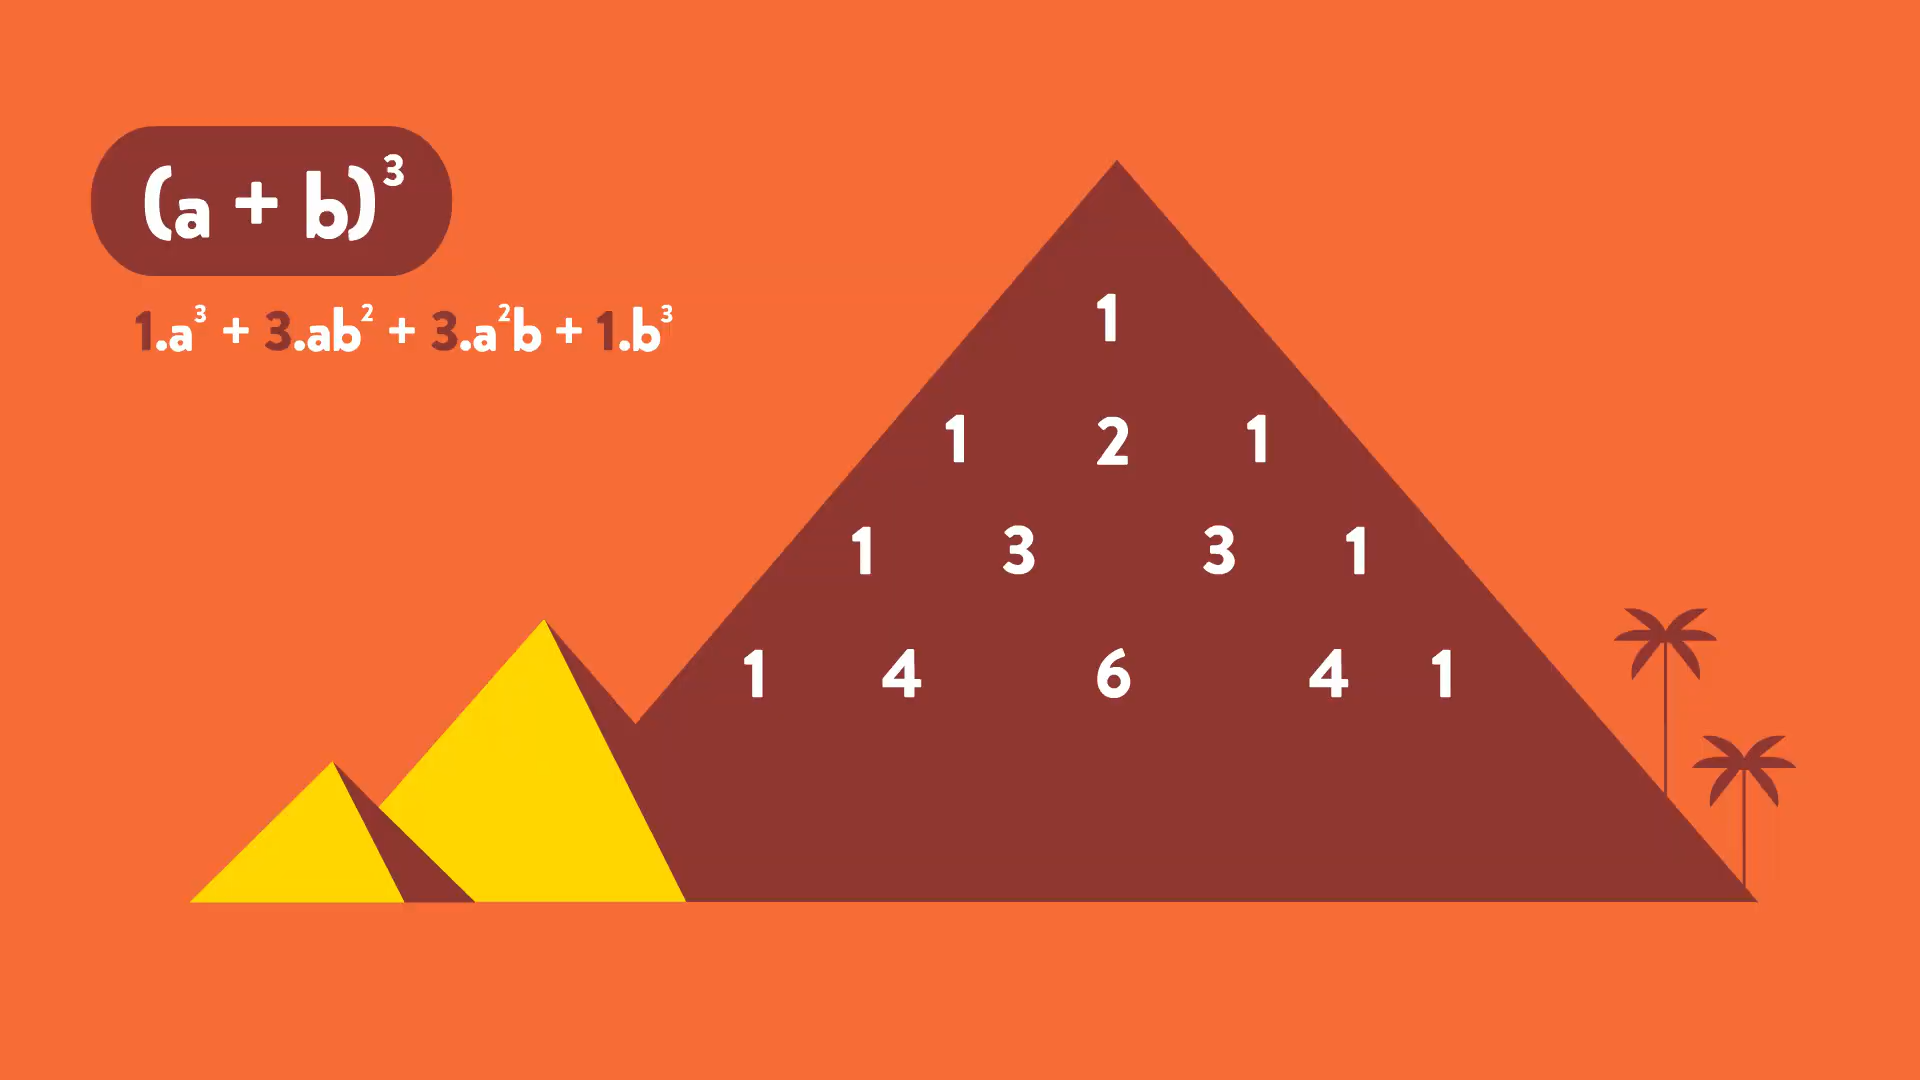 (a + b)³
1.a³ + 3.ab² + 3.a²b + 1.b³
1
1 2 1
1 3 3 1
1 4 6 4 1